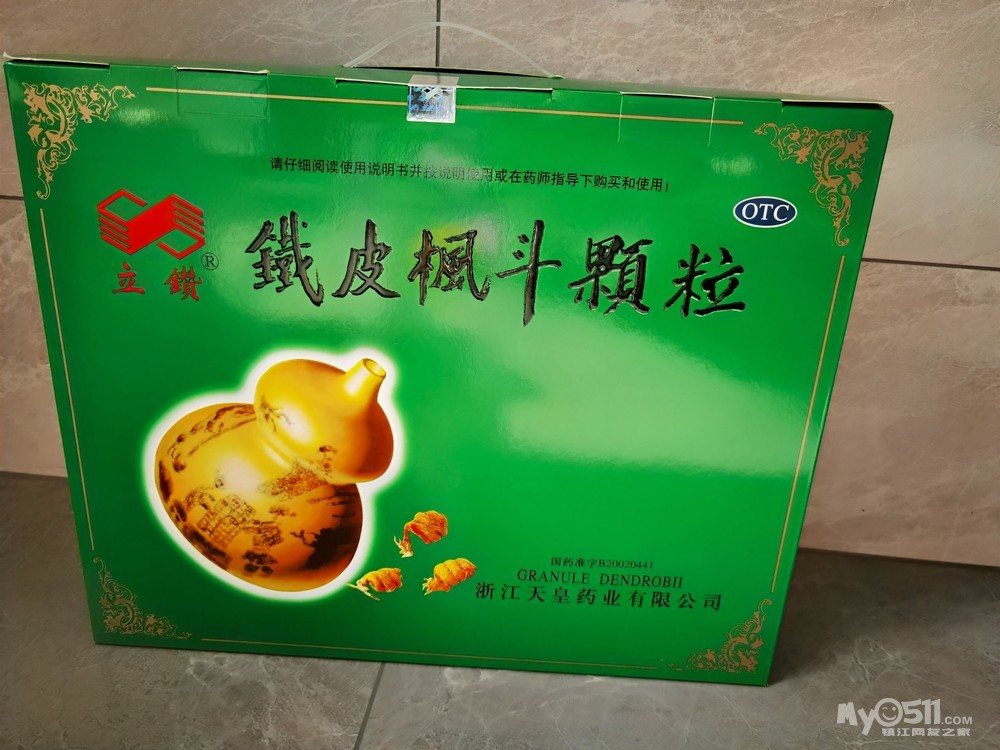 请仔细阅读使用说明书并按说明使用或在药师指导下购买和使用!
OTC
立鑽®
鐵皮楓斗顆粒
国药准字B20020441
GRANULE DENDROBII
浙江天皇药业有限公司
MyO511.COM
镇江网友之家